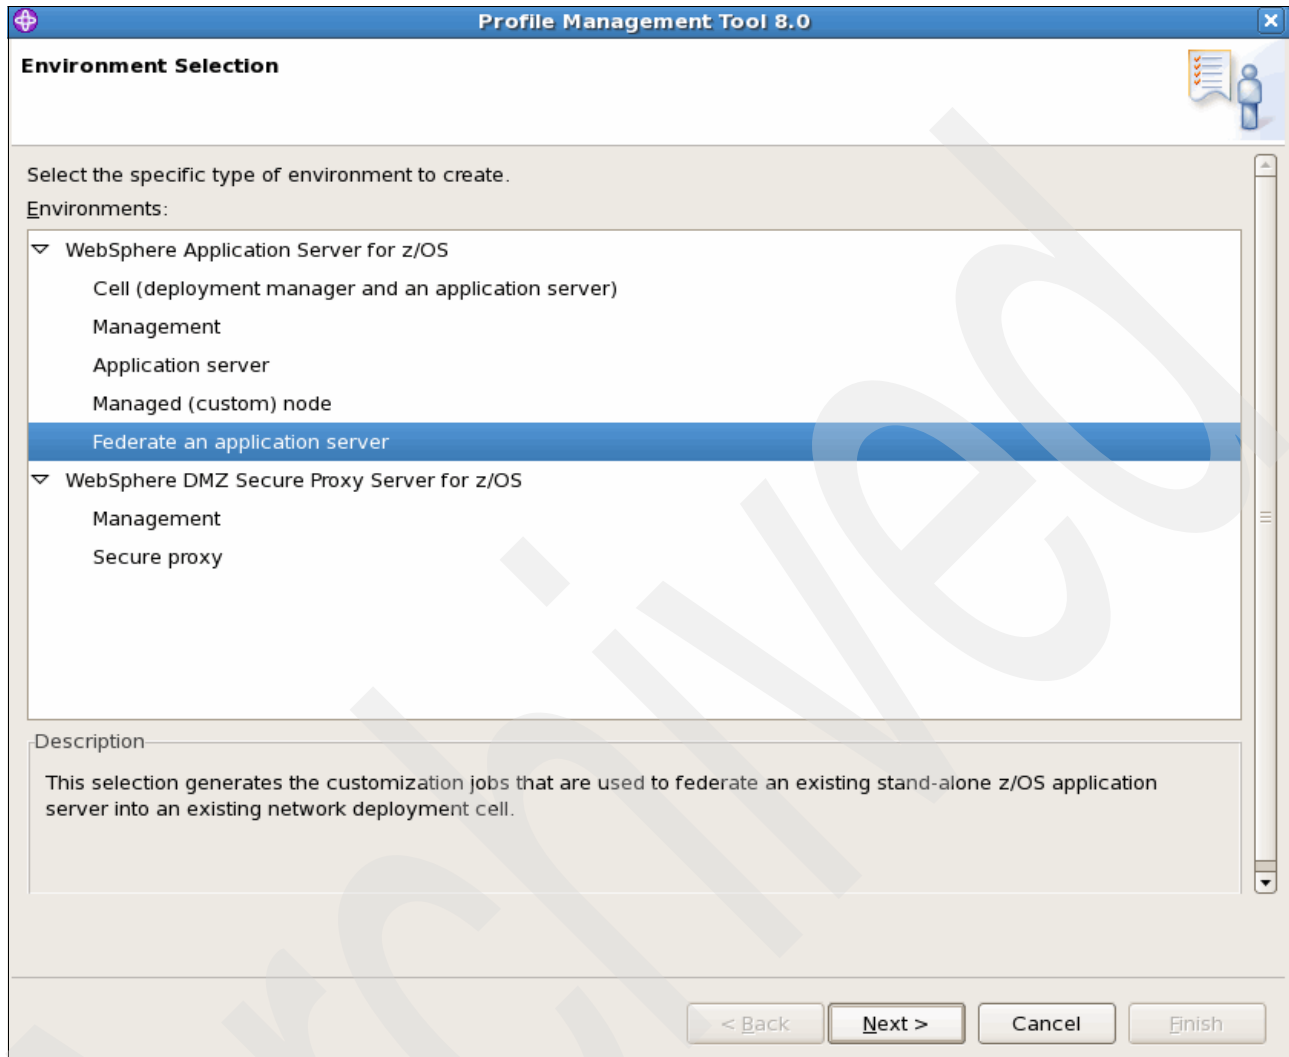 Profile Management Tool 8.0
Environment Selection
Select the specific type of environment to create.
Environments:
WebSphere Application Server for z/OS
Cell (deployment manager and an application server)
Management
Application server
Managed (custom) node
Federate an application server
WebSphere DMZ Secure Proxy Server for z/OS
Management
Secure proxy
Description
This selection generates the customization jobs that are used to federate an existing stand-alone z/OS application
server into an existing network deployment cell.
< Back
Next >
Cancel
Finish
Archived